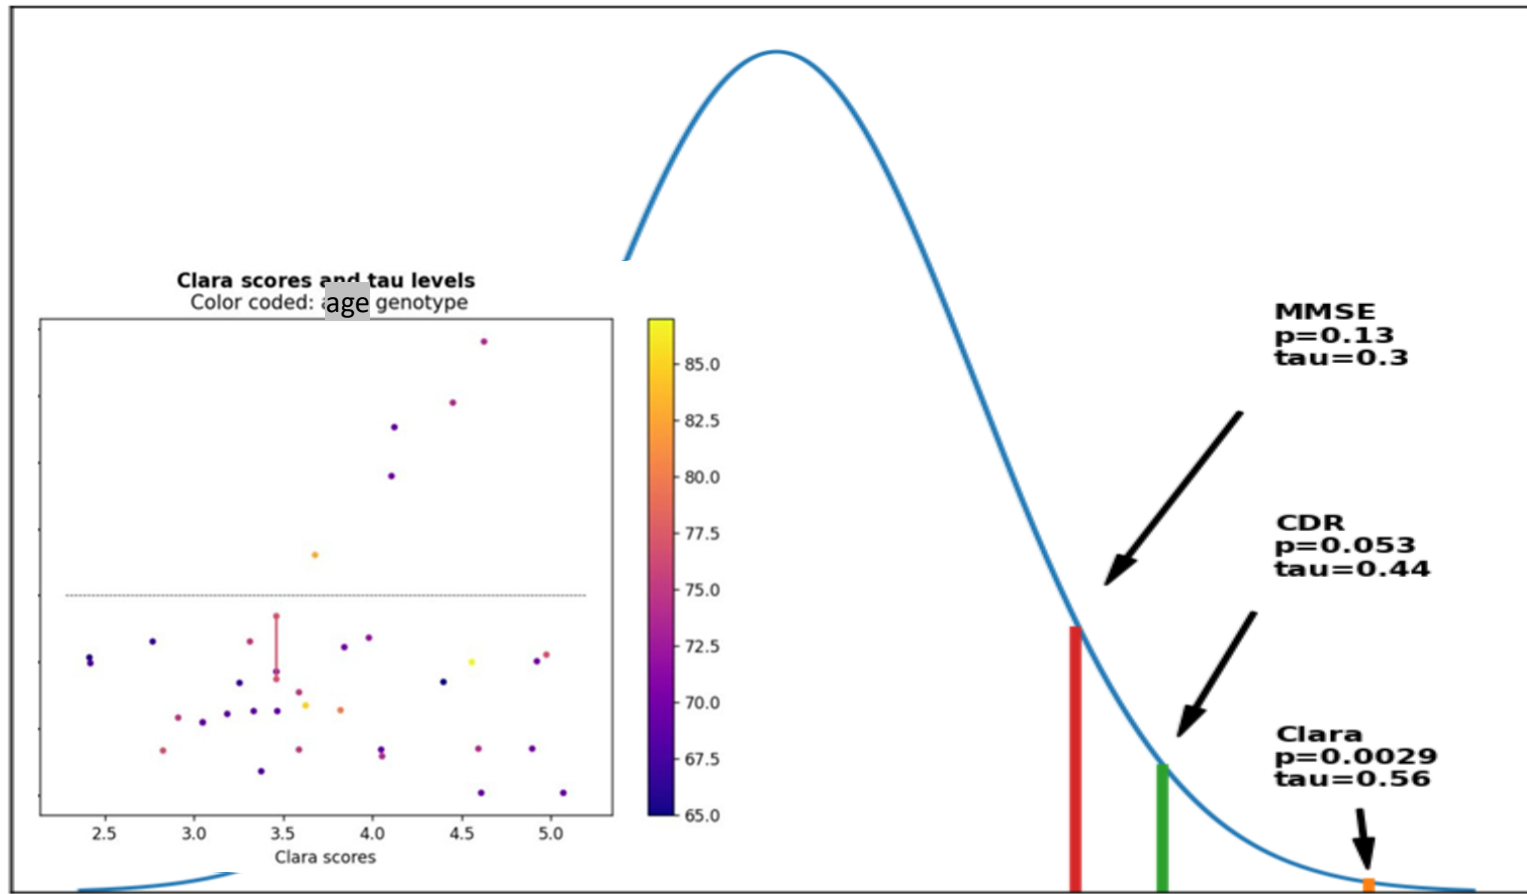 Clara scores and tau levels
Color coded: age genotype
85.0
82.5
80.0
77.5
75.0
72.5
70.0
67.5
65.0
2.5 3.0 3.5 4.0 4.5 5.0
Clara scores
MMSE
p=0.13
tau=0.3
CDR
p=0.053
tau=0.44
Clara
p=0.0029
tau=0.56